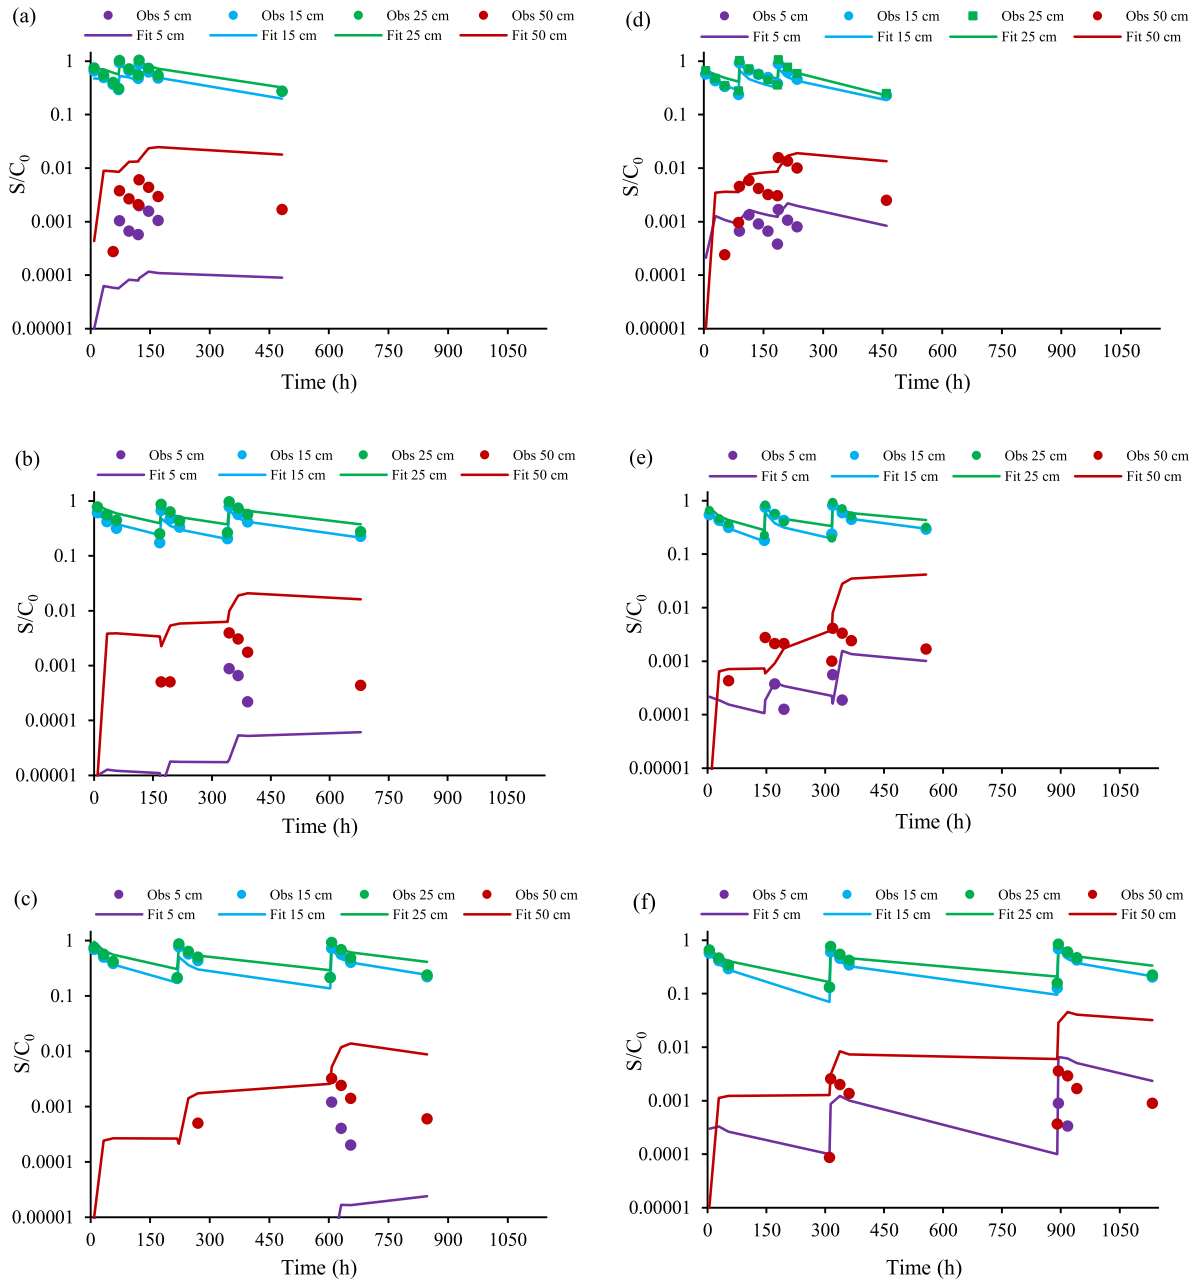 (a)
Obs 5 cm Obs 15 cm Obs 25 cm Obs 50 cm
Fit 5 cm Fit 15 cm Fit 25 cm Fit 50 cm
1
0.1
0.01
0.001
0.0001
0.00001
S/C0
0 150 300 450 600 750 900 1050
Time (h)
(d)
Obs 5 cm Obs 15 cm Obs 25 cm Obs 50 cm
Fit 5 cm Fit 15 cm Fit 25 cm Fit 50 cm
1
0.1
0.01
0.001
0.0001
0.00001
S/C0
0 150 300 450 600 750 900 1050
Time (h)
(b)
Obs 5 cm Obs 15 cm Obs 25 cm Obs 50 cm
Fit 5 cm Fit 15 cm Fit 25 cm Fit 50 cm
1
0.1
0.01
0.001
0.0001
0.00001
S/C0
0 150 300 450 600 750 900 1050
Time (h)
(e)
Obs 5 cm Obs 15 cm Obs 25 cm Obs 50 cm
Fit 5 cm Fit 15 cm Fit 25 cm Fit 50 cm
1
0.1
0.01
0.001
0.0001
0.00001
S/C0
0 150 300 450 600 750 900 1050
Time (h)
(c)
Obs 5 cm Obs 15 cm Obs 25 cm Obs 50 cm
Fit 5 cm Fit 15 cm Fit 25 cm Fit 50 cm
1
0.1
0.01
0.001
0.0001
0.00001
S/C0
0 150 300 450 600 750 900 1050
Time (h)
(f)
Obs 5 cm Obs 15 cm Obs 25 cm Obs 50 cm
Fit 5 cm Fit 15 cm Fit 25 cm Fit 50 cm
1
0.1
0.01
0.001
0.0001
0.00001
S/C0
0 150 300 450 600 750 900 1050
Time (h)